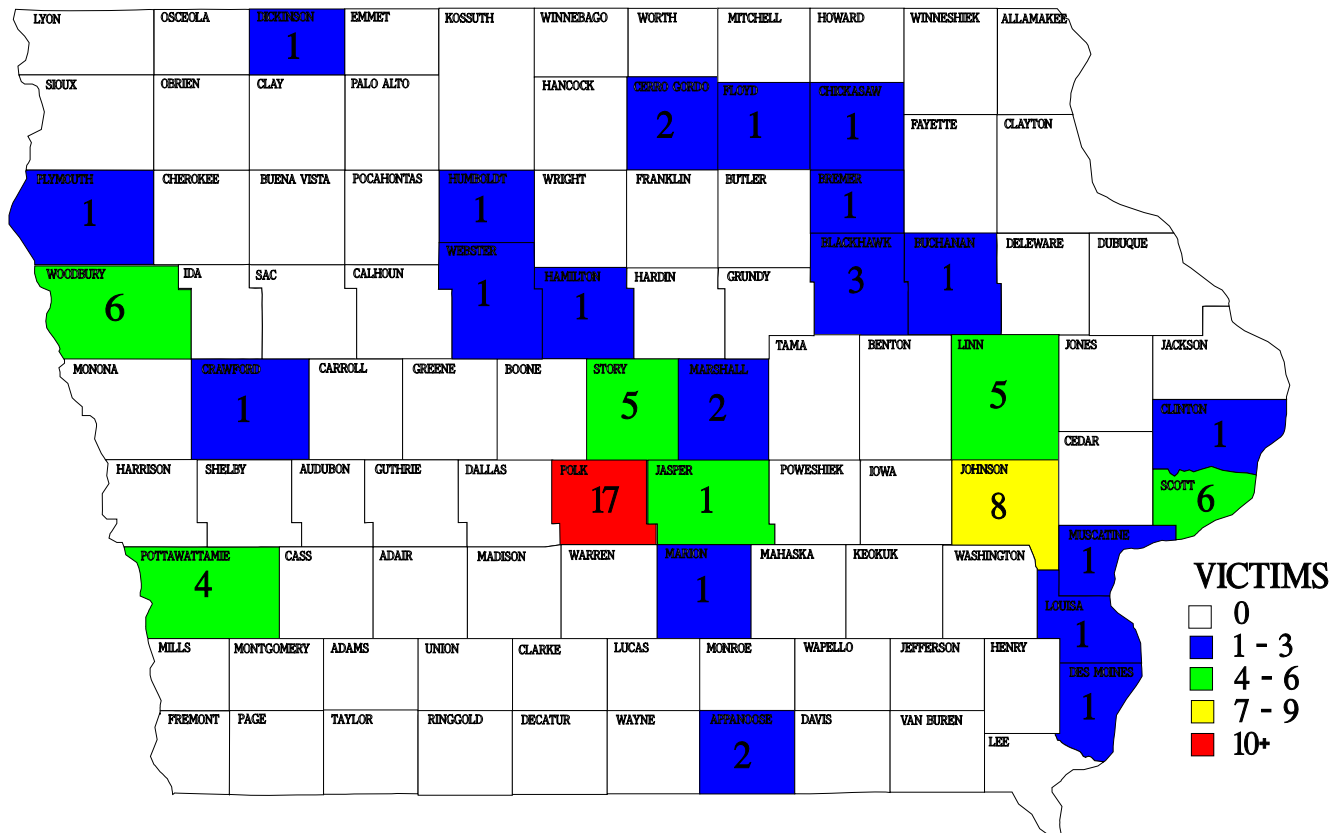 LYON OSCEOLA DICKINSON EMMET KOSSUTH WINNEBAGO WORTH MITCHELL HOWARD WINNESHIEK ALLAMAKEE
1
SIOUX OBRIEN CLAY PALO ALTO HANCOCK CERRO GORDO FLOYD CHICKASAW
2 1 1
FAYETTE CLAYTON
PLYMOUTH CHEROKEE BUENA VISTA POCAHONTAS HUMBOLDT WRIGHT FRANKLIN BUTLER BREMER
1 1 1
WEBSTER BLACKHAWK BUCHANAN DELEWARE DUBUQUE
WOODBURY IDA SAC CALHOUN HAMILTON HARDIN GRUNDY
6 1 1 3 1
TAMA BENTON LINN JONES JACKSON
MONONA CRAWFORD CARROLL GREENE BOONE STORY MARSHALL
1 5 2 5
CLINTON
1
CEDAR
HARRISON SHELBY AUDUBON GUTHRIE DALLAS POLK JASPER POWESHIEK IOWA JOHNSON
17 1 8
SCOTT
6
MUSCATINE
1
POTTAWATTAMIE CASS ADAIR MADISON WARREN MARION MAHASKA KEOKUK WASHINGTON
4 1
LOUISA
1
MILLS MONTGOMERY ADAMS UNION CLARKE LUCAS MONROE WAPELLO JEFFERSON HENRY
DES MOINES
1
FREMONT PAGE TAYLOR RINGGOLD DECATUR WAYNE APPANOOSE DAVIS VAN BUREN
2
LEE
VICTIMS
0
1 - 3
4 - 6
7 - 9
10+